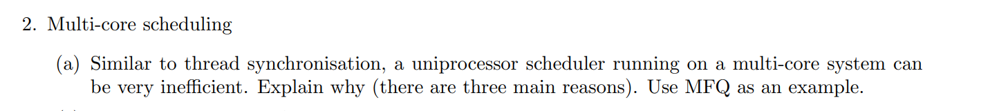 2. Multi-core scheduling
(a) Similar to thread synchronisation, a uniprocessor scheduler running on a multi-core system can
be very inefficient. Explain why (there are three main reasons). Use MFQ as an example.